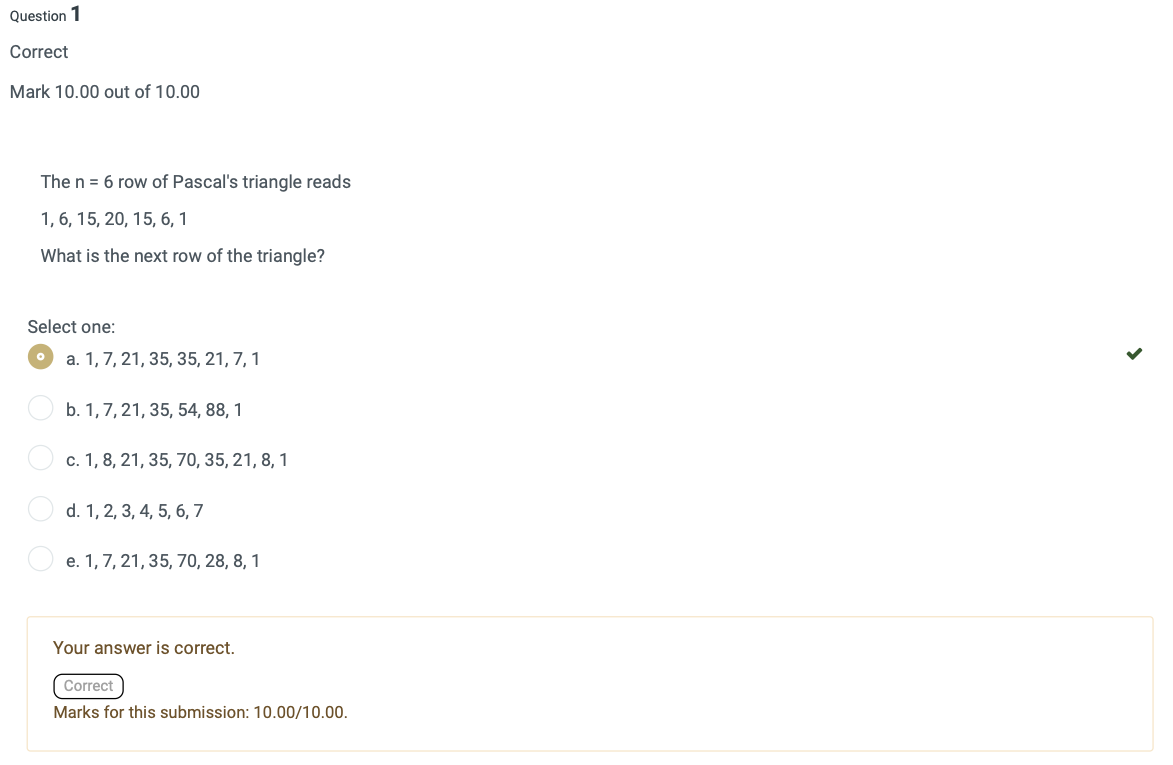 Question 1
Correct
Mark 10.00 out of 10.00
The n = 6 row of Pascal's triangle reads
1, 6, 15, 20, 15, 6, 1
What is the next row of the triangle?
Select one:
a. 1, 7, 21, 35, 35, 21, 7, 1
b. 1, 7, 21, 35, 54, 88, 1
c. 1, 8, 21, 35, 70, 35, 21, 8, 1
d. 1, 2, 3, 4, 5, 6, 7
e. 1, 7, 21, 35, 70, 28, 8, 1
Your answer is correct.
Correct
Marks for this submission: 10.00/10.00.